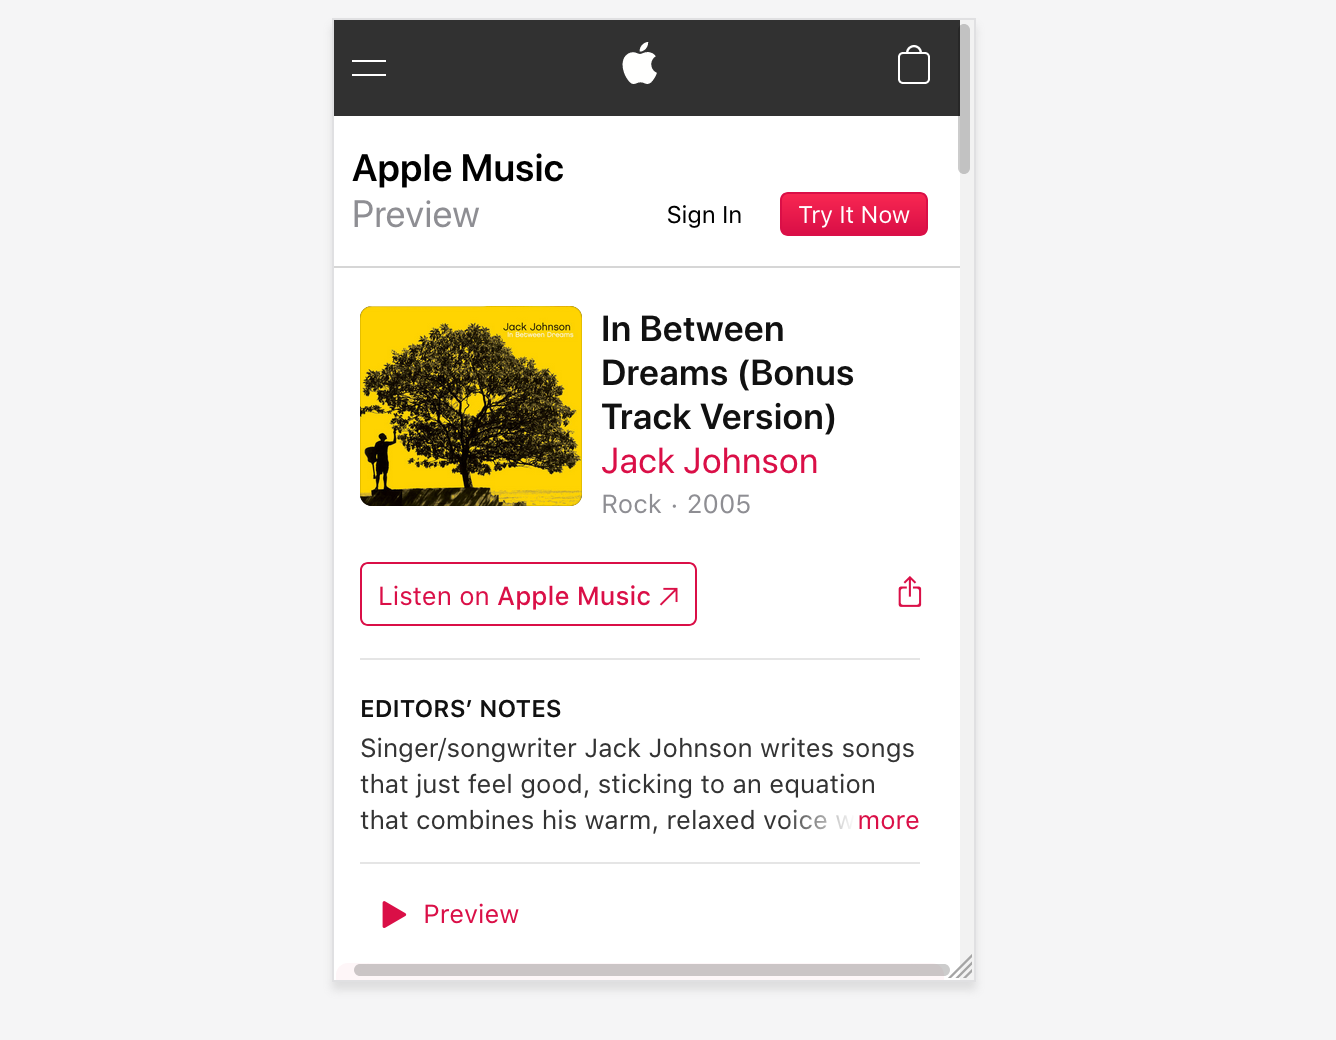 Apple Music
Preview
Sign In
Try It Now
Jack Johnson
In Between Dreams
In Between
Dreams (Bonus
Track Version)
Jack Johnson
Rock · 2005
Listen on Apple Music
EDITORS’ NOTES
Singer/songwriter Jack Johnson writes songs
that just feel good, sticking to an equation
that combines his warm, relaxed voice more
Preview